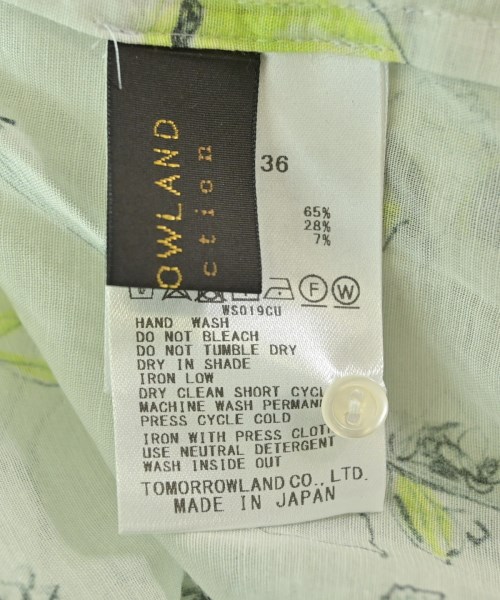 OWLAND
ction
36
65%
28%
7%
F W
WS019CU
HAND WASH
DO NOT BLEACH
DO NOT TUMBLE DRY
DRY IN SHADE
IRON LOW
DRY CLEAN SHORT CYCL
MACHINE WASH PERMAN
PRESS CYCLE COLD
IRON WITH PRESS CLOT
USE NEUTRAL DETERGENT
WASH INSIDE OUT
TOMORROWLAND CO., LTD.
MADE IN JAPAN